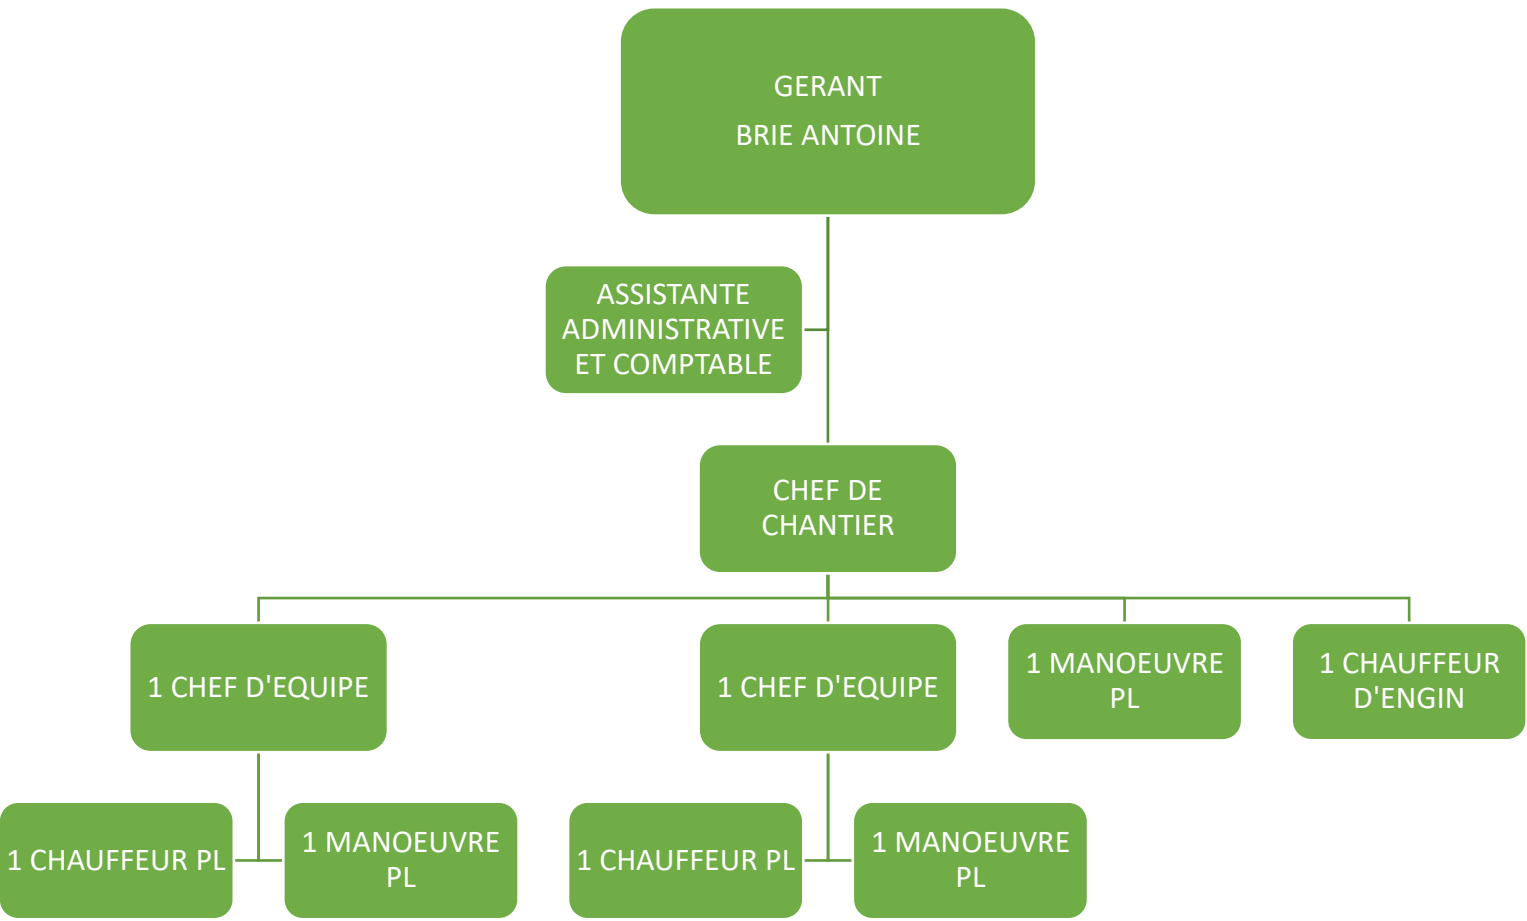 GERANT
BRIE ANTOINE
ASSISTANTE
ADMINISTRATIVE
ET COMPTABLE
CHEF DE
CHANTIER
1 CHEF D'EQUIPE
1 CHEF D'EQUIPE
1 MANOEUVRE
PL
1 CHAUFFEUR
D'ENGIN
1 CHAUFFEUR PL
1 MANOEUVRE
PL
1 CHAUFFEUR PL
1 MANOEUVRE
PL